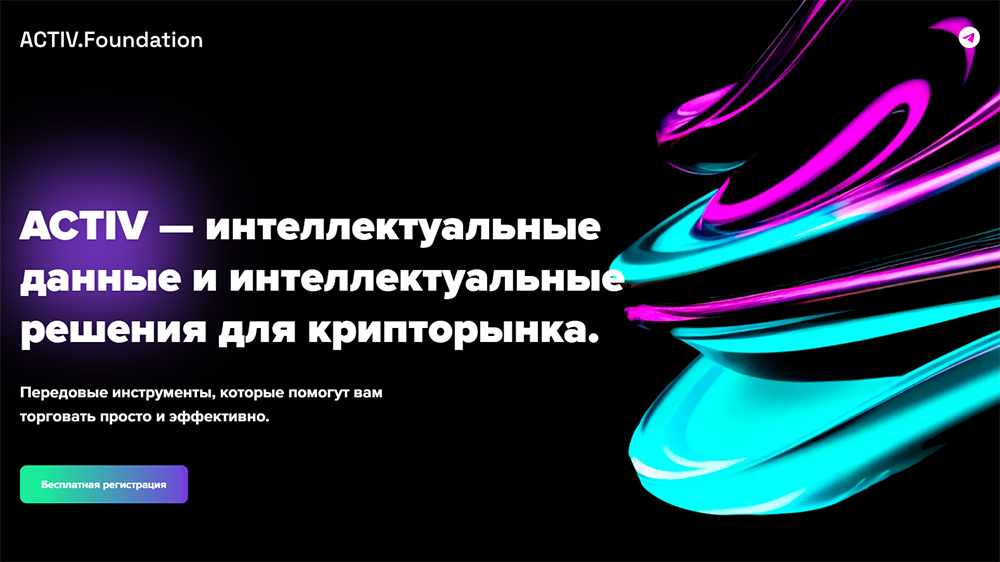 ACTIV.Foundation
ACTIV — интеллектуальные
данные и интеллектуальные
решения для крипторынка.
Передовые инструменты, которые помогут вам
торговать просто и эффективно.
Бесплатная регистрация